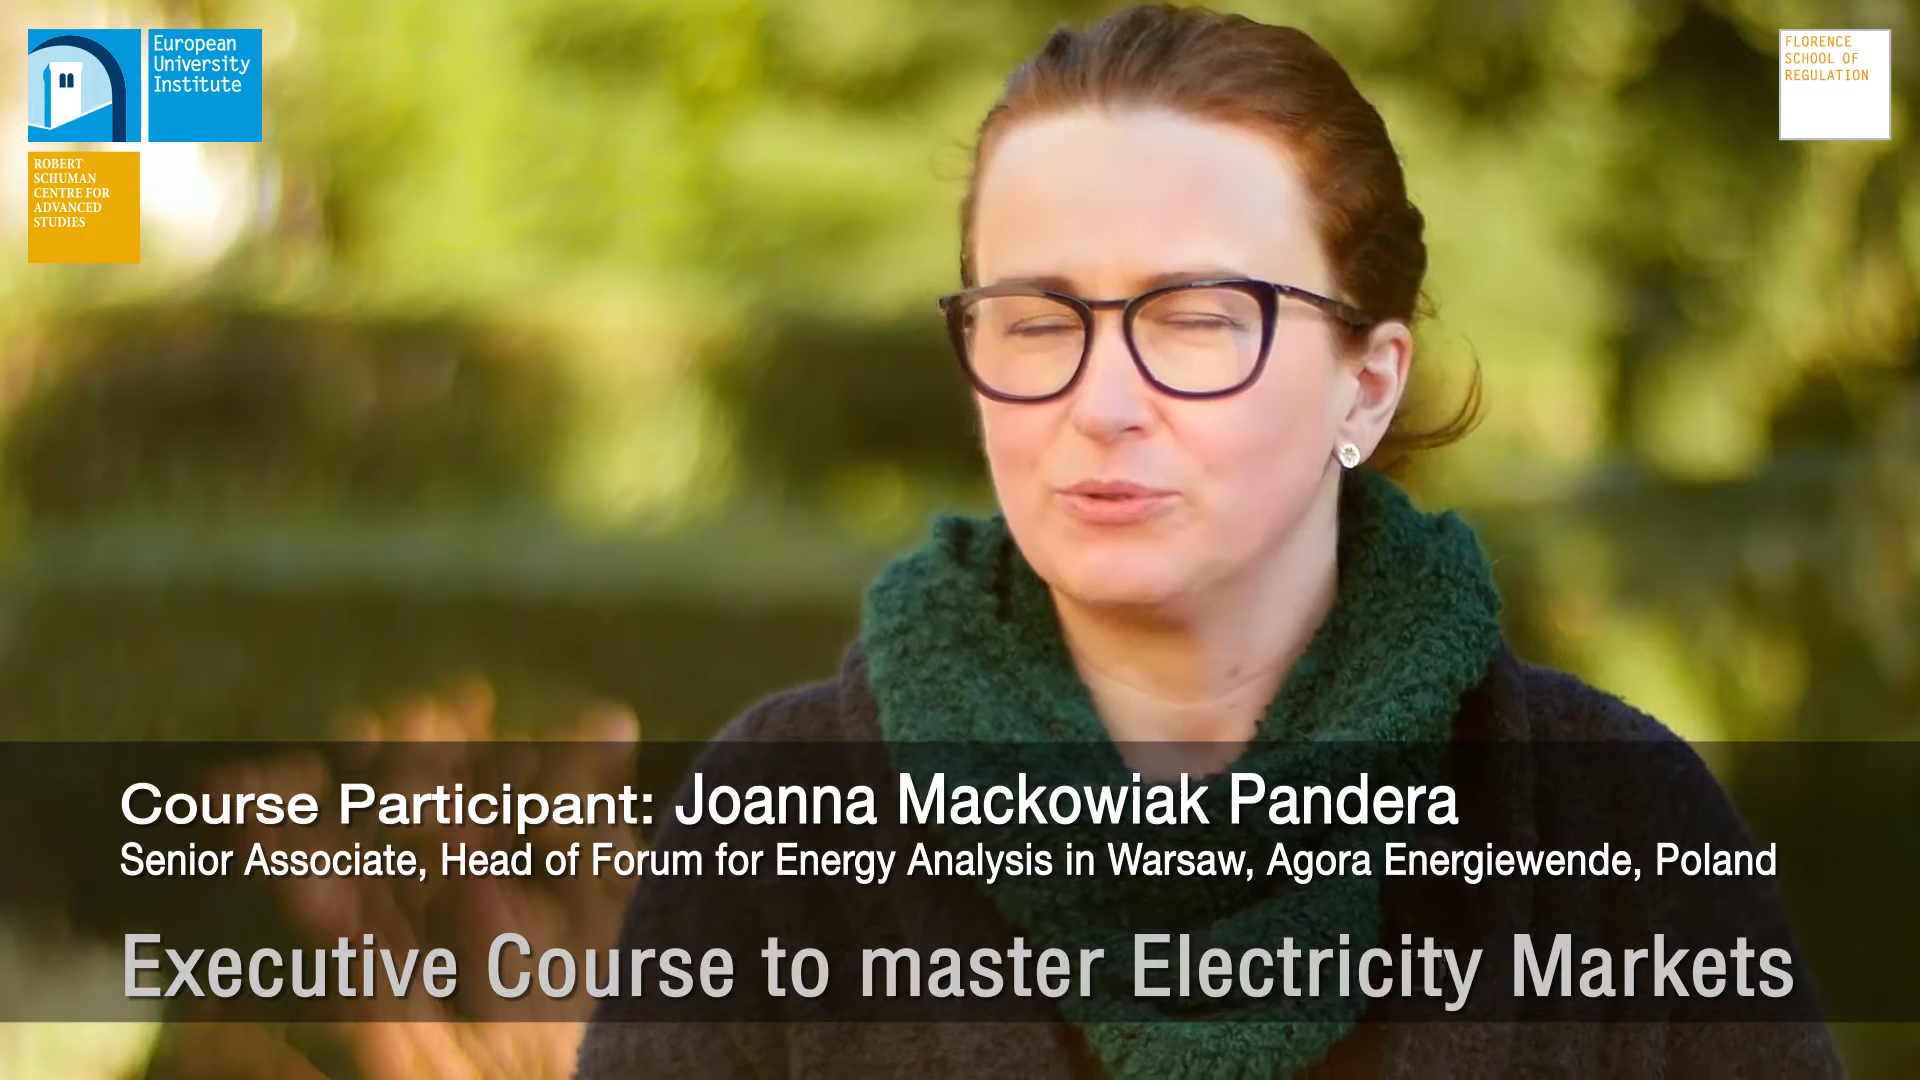 European
University
Institute
ROBERT
SCHUMAN
CENTRE FOR
ADVANCED
STUDIES
FLORENCE
SCHOOL OF
REGULATION
Course Participant: Joanna Mackowiak Pandera
Senior Associate, Head of Forum for Energy Analysis in Warsaw, Agora Energiewende, Poland
Executive Course to master Electricity Markets